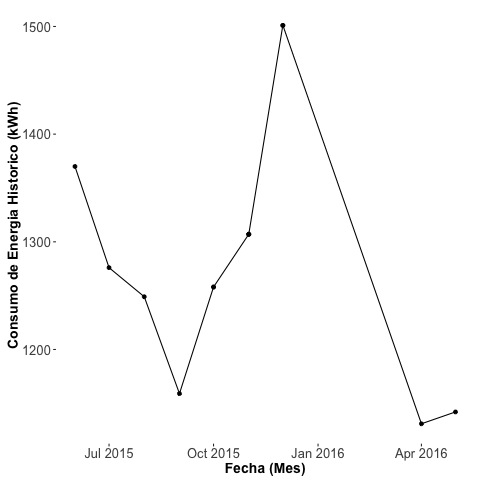 1500
1400
1300
1200
Consumo de Energia Historico (kWh)
Jul 2015
Oct 2015
Jan 2016
Apr 2016
Fecha (Mes)